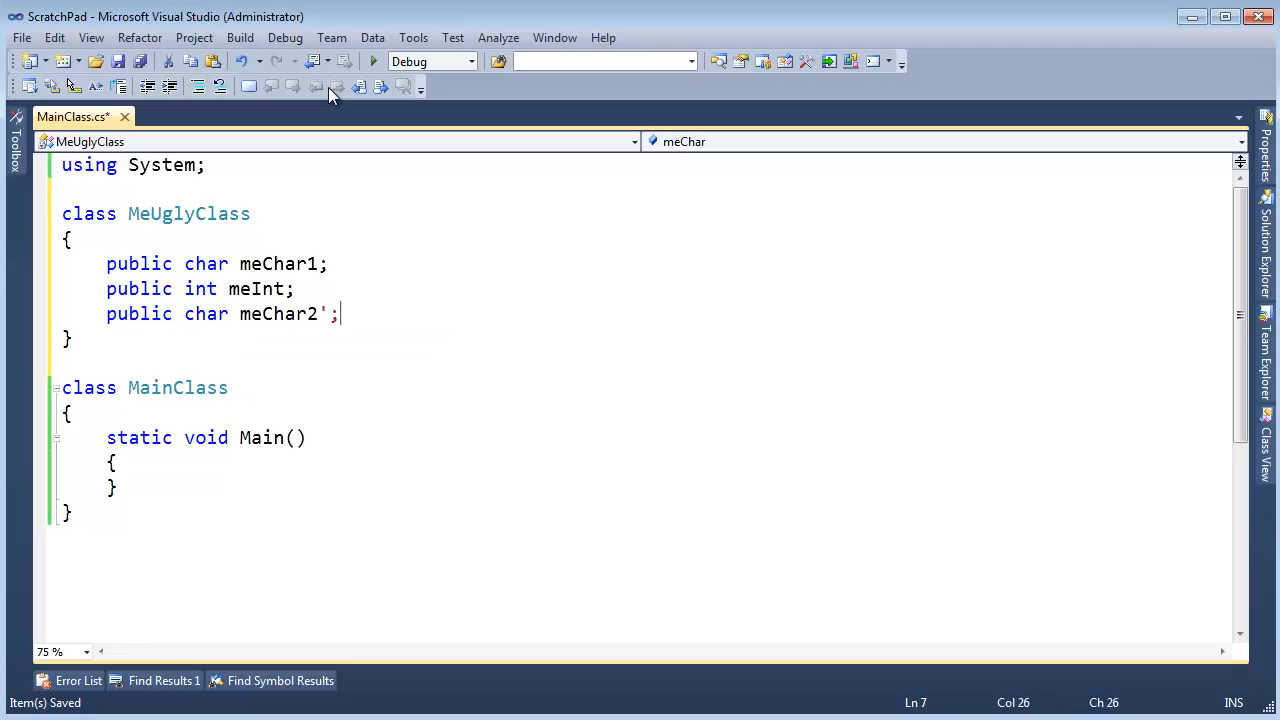 ScratchPad - Microsoft Visual Studio (Administrator)
File Edit View Refactor Project Build Debug Team Data Tools Test Analyze Window Help
Debug
MainClass.cs*
MeUglyClass
meChar
using System;
class MeUglyClass
{
public char meChar1;
public int meInt;
public char meChar2';
}
class MainClass
{
static void Main()
{
}
}
75 %
Error List Find Results 1 Find Symbol Results
Item(s) Saved Ln 7 Col 26 Ch 26 INS
Toolbox
Properties
Solution Explorer
Team Explorer
Class View